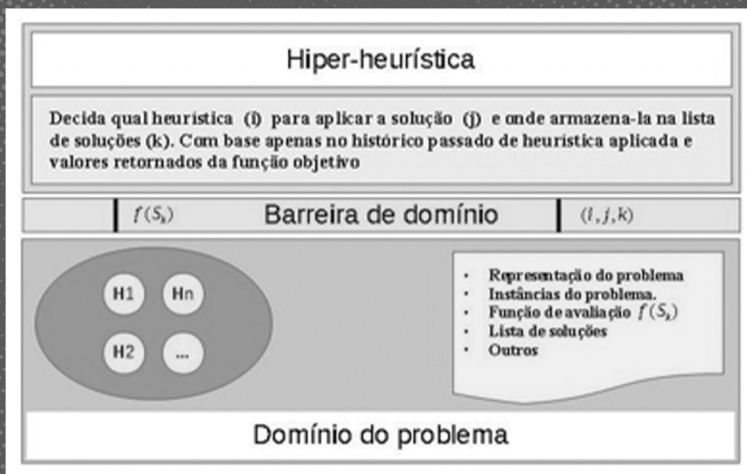 Hiper-heurística
Decida qual heurística (i) para aplicar a solução (j) e onde armazena-la na lista
de soluções (k). Com base apenas no histórico passado de heurística aplicada e
valores retornados da função objetivo
f(Sₖ) Barreira de domínio (i,j,k)
H1 Hn
H2 ...
• Representação do problema
• Instâncias do problema.
• Função de avaliação f(Sₖ)
• Lista de soluções
• Outros
Domínio do problema